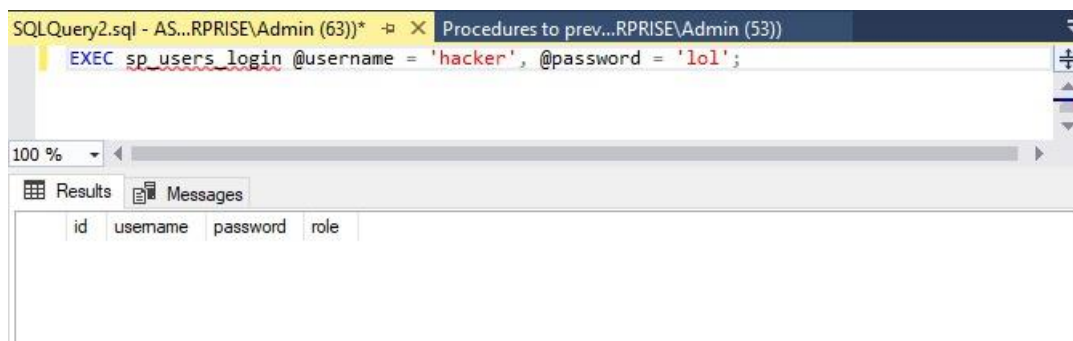 SQLQuery2.sql - AS...RPRISE\Admin (63))* Procedures to prev...RPRISE\Admin (53))
EXEC sp_users_login @username = 'hacker', @password = 'lol';
100 %
Results Messages
id username password role